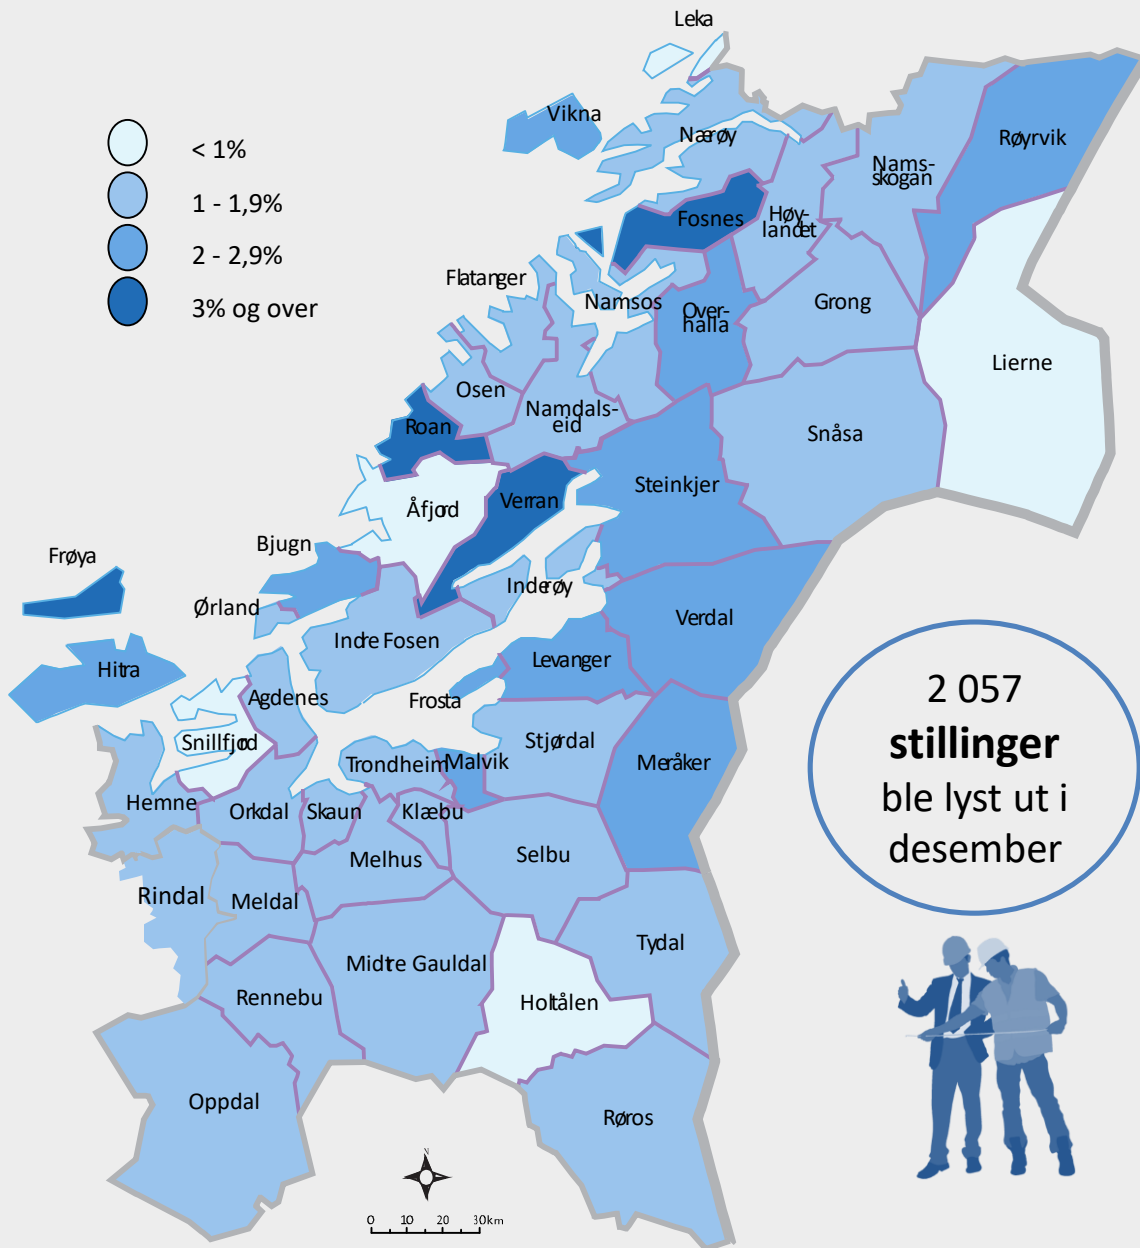 Leka
Vikna
Nærøy
Røyrvik
Nams-
skogan
< 1%
1 - 1,9%
2 - 2,9%
3% og over
Fosnes
Høy-
landet
Flatanger
Namsos
Over-
halla
Grong
Lierne
Osen
Namdals-
eid
Roan
Snåsa
Steinkjer
Åfjord
Verran
Bjugn
Frøya
Inderøy
Ørland
Verdal
Indre Fosen
Levanger
Hitra
Agdenes
Frosta
Snillfjord
Stjørdal
Trondheim
Malvik
Meråker
Hemne
Orkdal
Skaun
Klæbu
Melhus
Selbu
Rindal
Meldal
Tydal
Midtre Gauldal
Rennebu
Holtålen
Oppdal
Røros
2 057
stillinger
ble lyst ut i
desember
N
0 10 20 30km